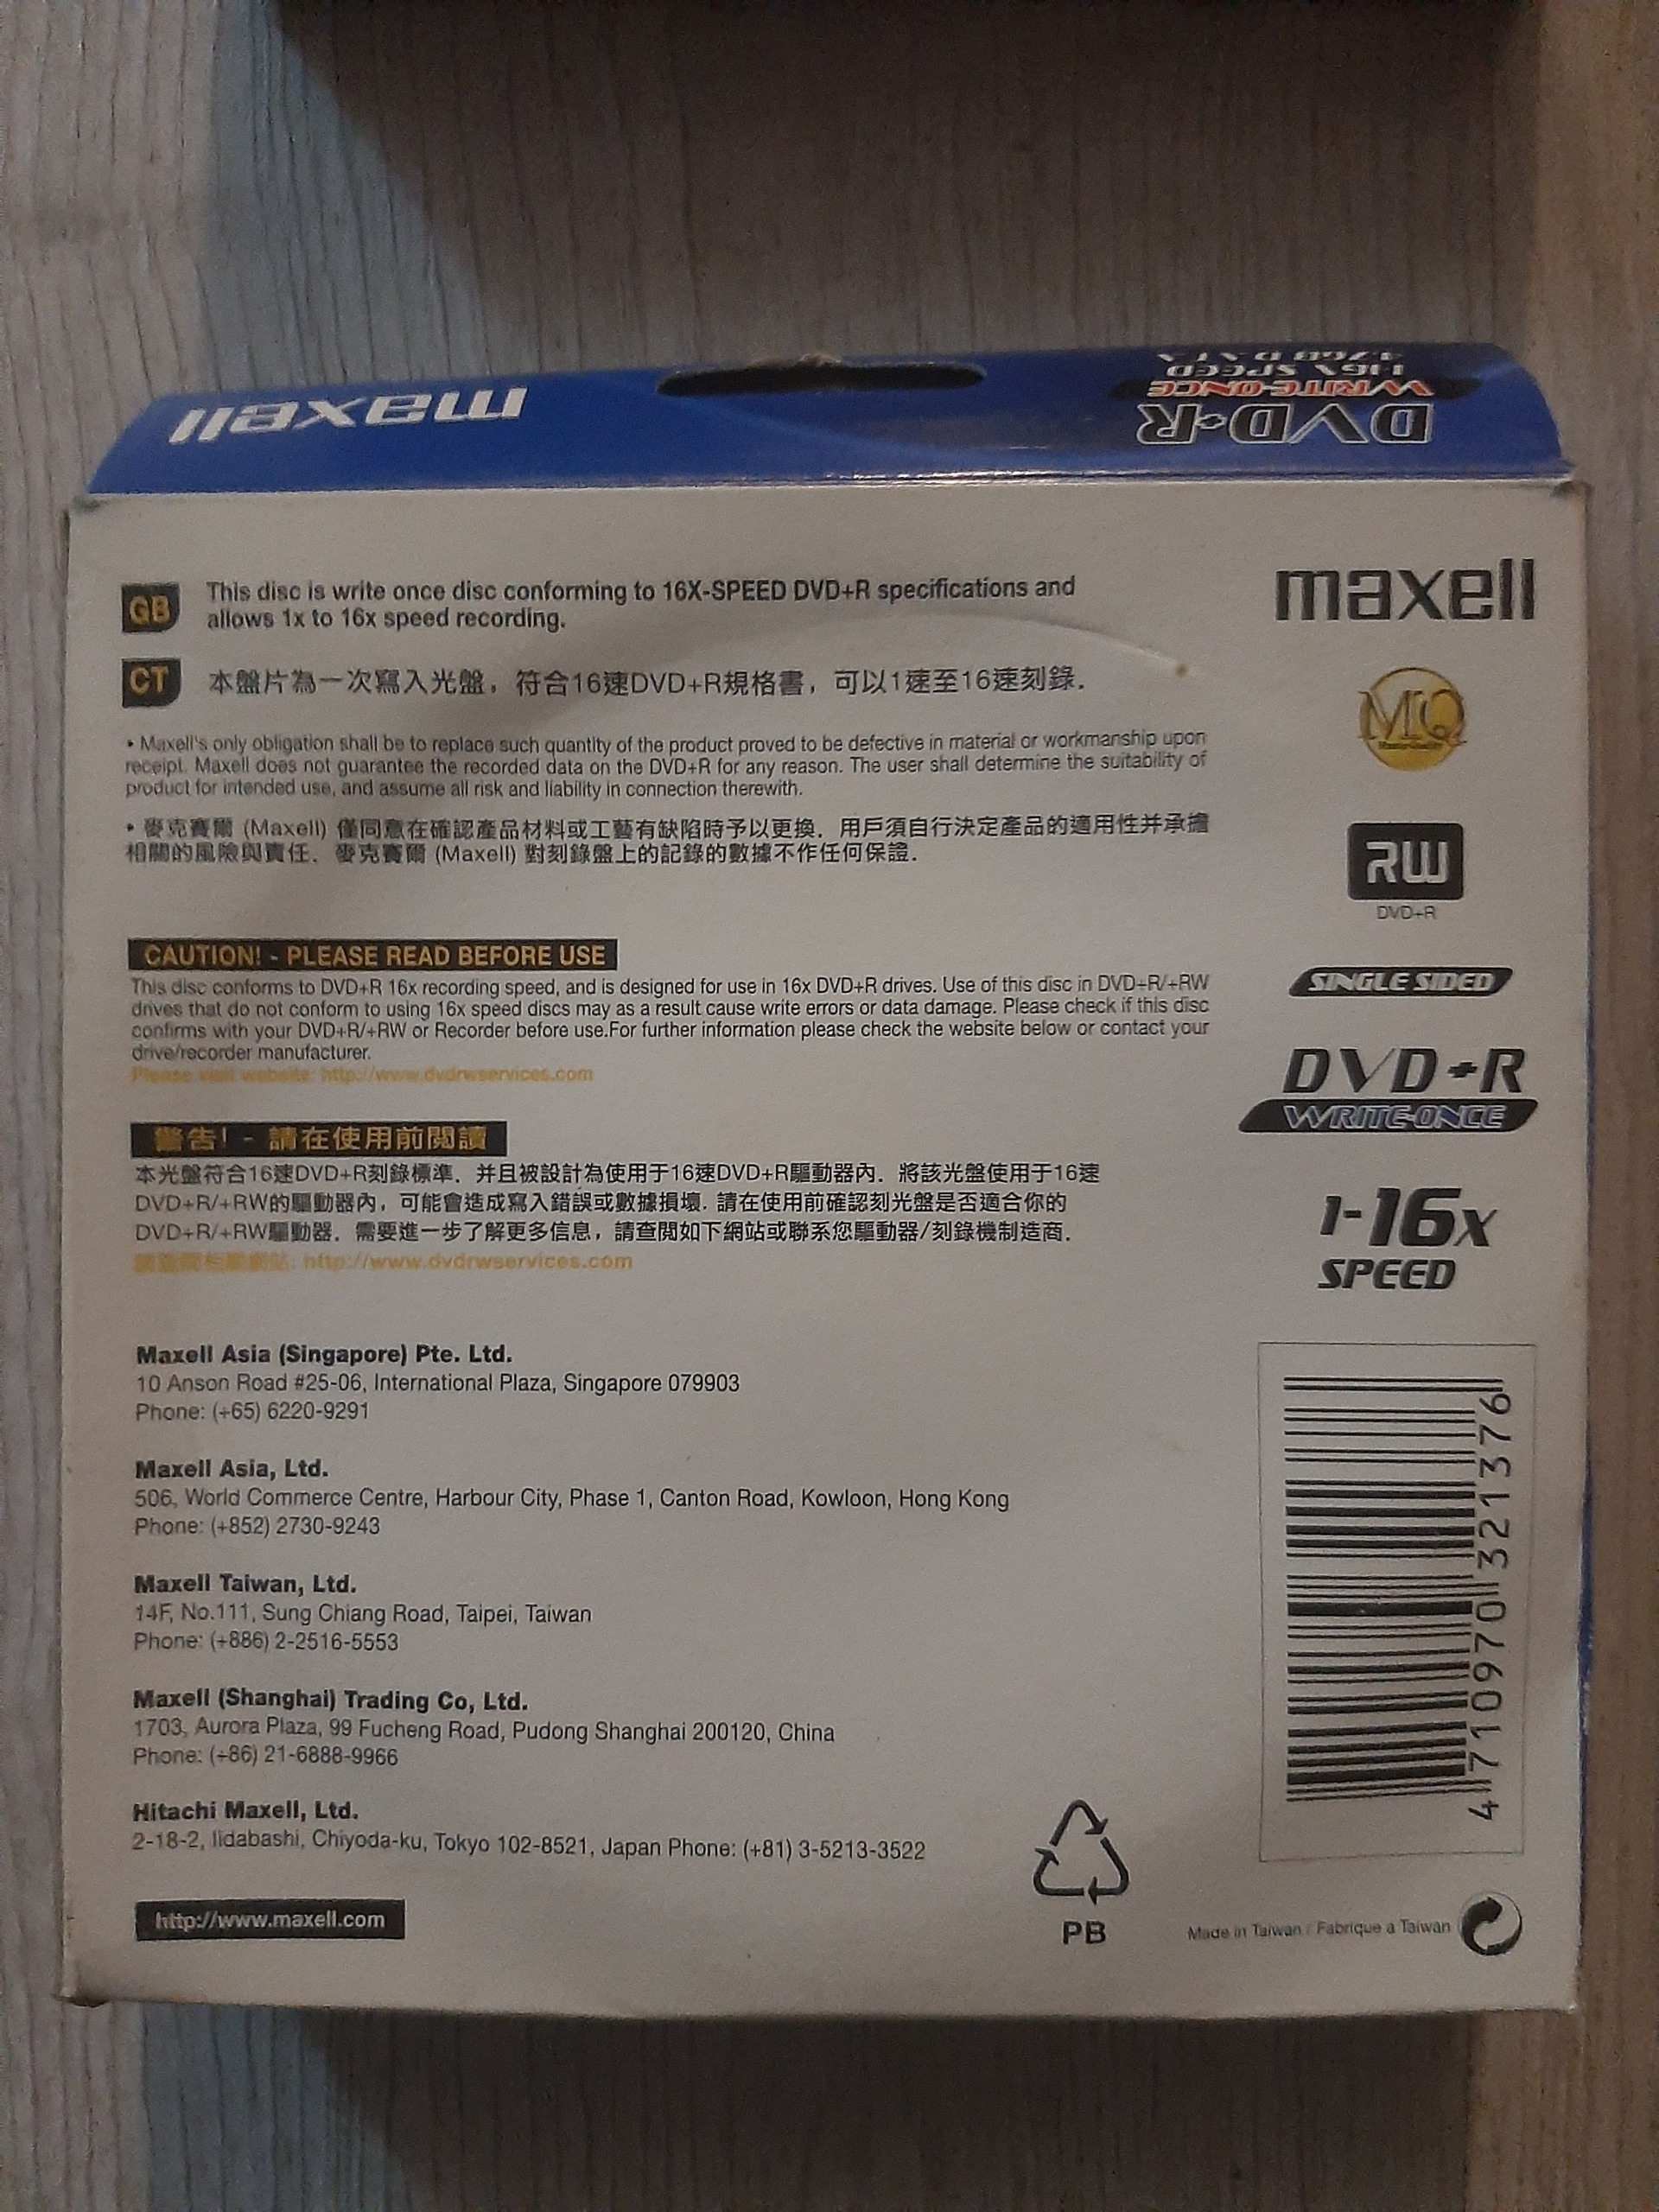 maxell
DVD+R
WRITE-ONCE
16X SPEED
4.7GB DATA
GB
This disc is write once disc conforming to 16X-SPEED DVD+R specifications and
allows 1x to 16x speed recording.
CT
本盤片為一次寫入光盤，符合16速DVD+R規格書，可以1速至16速刻錄.
• Maxell's only obligation shall be to replace such quantity of the product proved to be defective in material or workmanship upon
receipt. Maxell does not guarantee the recorded data on the DVD+R for any reason. The user shall determine the suitability of
product for intended use, and assume all risk and liability in connection therewith.
• 麥克賽爾 (Maxell) 僅同意在確認產品材料或工藝有缺陷時予以更換. 用戶須自行決定產品的適用性并承擔
相關的風險與責任. 麥克賽爾 (Maxell) 對刻錄盤上的記錄的數據不作任何保證.
CAUTION! - PLEASE READ BEFORE USE
This disc conforms to DVD+R 16x recording speed, and is designed for use in 16x DVD+R drives. Use of this disc in DVD+R/+RW
drives that do not conform to using 16x speed discs may as a result cause write errors or data damage. Please check if this disc
confirms with your DVD+R/+RW or Recorder before use.For further information please check the website below or contact your
drive/recorder manufacturer.
Please visit website: http://www.dvdrwservices.com
警告! - 請在使用前閱讀
本光盤符合16速DVD+R刻錄標準. 并且被設計為使用于16速DVD+R驅動器內. 將該光盤使用于16速
DVD+R/+RW的驅動器內，可能會造成寫入錯誤或數據損壞. 請在使用前確認刻光盤是否適合你的
DVD+R/+RW驅動器. 需要進一步了解更多信息，請查閱如下網站或聯系您驅動器/刻錄機制造商.
http://www.dvdrwservices.com
Maxell Asia (Singapore) Pte. Ltd.
10 Anson Road #25-06, International Plaza, Singapore 079903
Phone: (+65) 6220-9291
Maxell Asia, Ltd.
506, World Commerce Centre, Harbour City, Phase 1, Canton Road, Kowloon, Hong Kong
Phone: (+852) 2730-9243
Maxell Taiwan, Ltd.
14F, No.111, Sung Chiang Road, Taipei, Taiwan
Phone: (+886) 2-2516-5553
Maxell (Shanghai) Trading Co, Ltd.
1703, Aurora Plaza, 99 Fucheng Road, Pudong Shanghai 200120, China
Phone: (+86) 21-6888-9966
Hitachi Maxell, Ltd.
2-18-2, Iidabashi, Chiyoda-ku, Tokyo 102-8521, Japan Phone: (+81) 3-5213-3522
http://www.maxell.com
PB
maxell
MQ
RW
DVD+R
SINGLE SIDED
DVD+R
WRITE-ONCE
1-16x
SPEED
4 710970 321376
Made in Taiwan / Fabrique a Taiwan